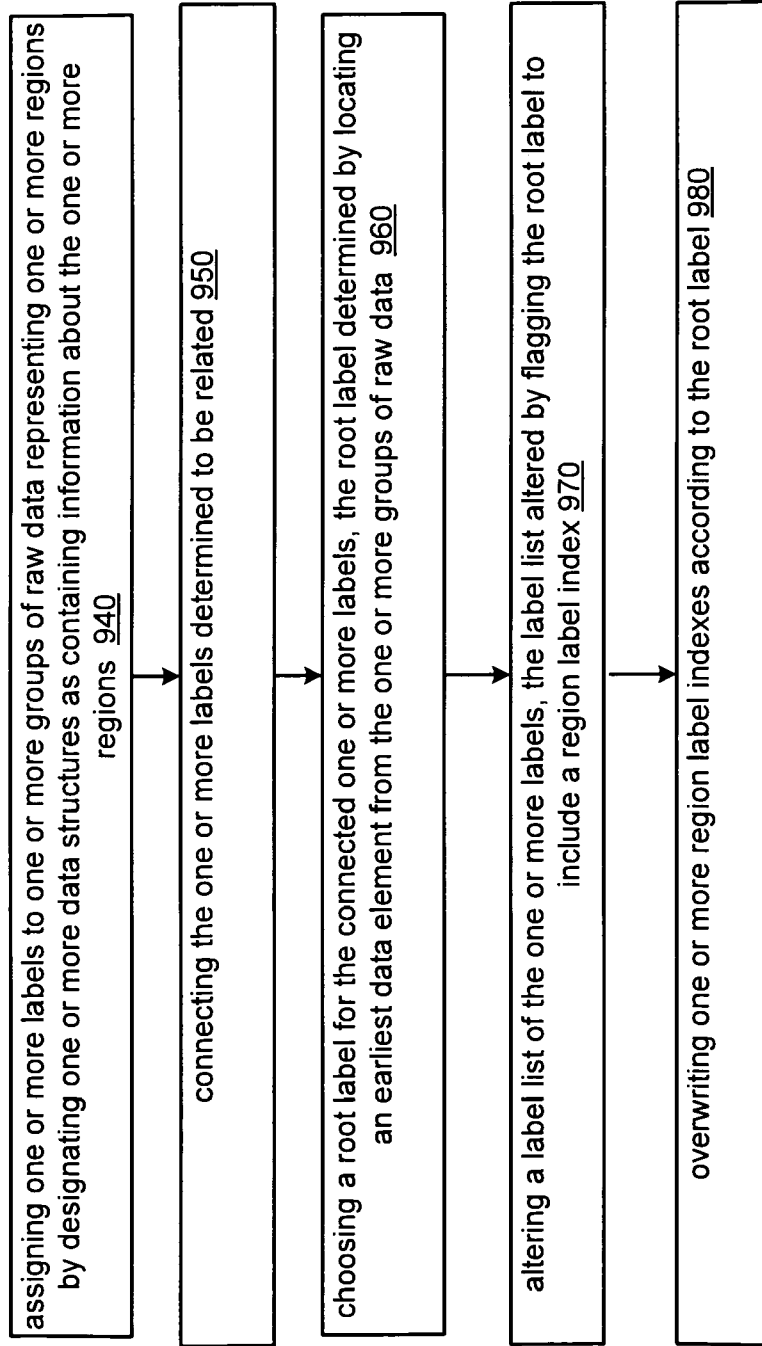 assigning one or more labels to one or more groups of raw data representing one or more regions
by designating one or more data structures as containing information about the one or more
regions 940
connecting the one or more labels determined to be related 950
choosing a root label for the connected one or more labels, the root label determined by locating
an earliest data element from the one or more groups of raw data 960
altering a label list of the one or more labels, the label list altered by flagging the root label to
include a region label index 970
overwriting one or more region label indexes according to the root label 980